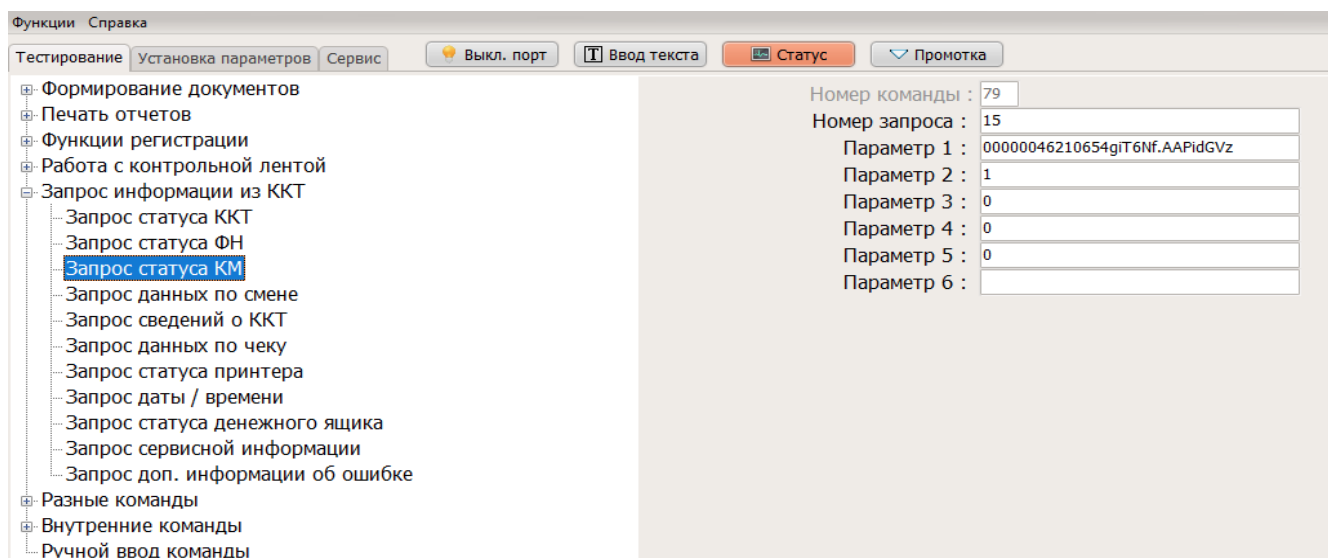 Функции Справка
Тестирование Установка параметров Сервис Выкл. порт Ввод текста Статус Промотка
Формирование документов
Печать отчетов
Функции регистрации
Работа с контрольной лентой
Запрос информации из ККТ
Запрос статуса ККТ
Запрос статуса ФН
Запрос статуса КМ
Запрос данных по смене
Запрос сведений о ККТ
Запрос данных по чеку
Запрос статуса принтера
Запрос даты / времени
Запрос статуса денежного ящика
Запрос сервисной информации
Запрос доп. информации об ошибке
Разные команды
Внутренние команды
Ручной ввод команды
Номер команды : 79
Номер запроса : 15
Параметр 1 : 00000046210654giT6Nf.AAPidGVz
Параметр 2 : 1
Параметр 3 : 0
Параметр 4 : 0
Параметр 5 : 0
Параметр 6 :